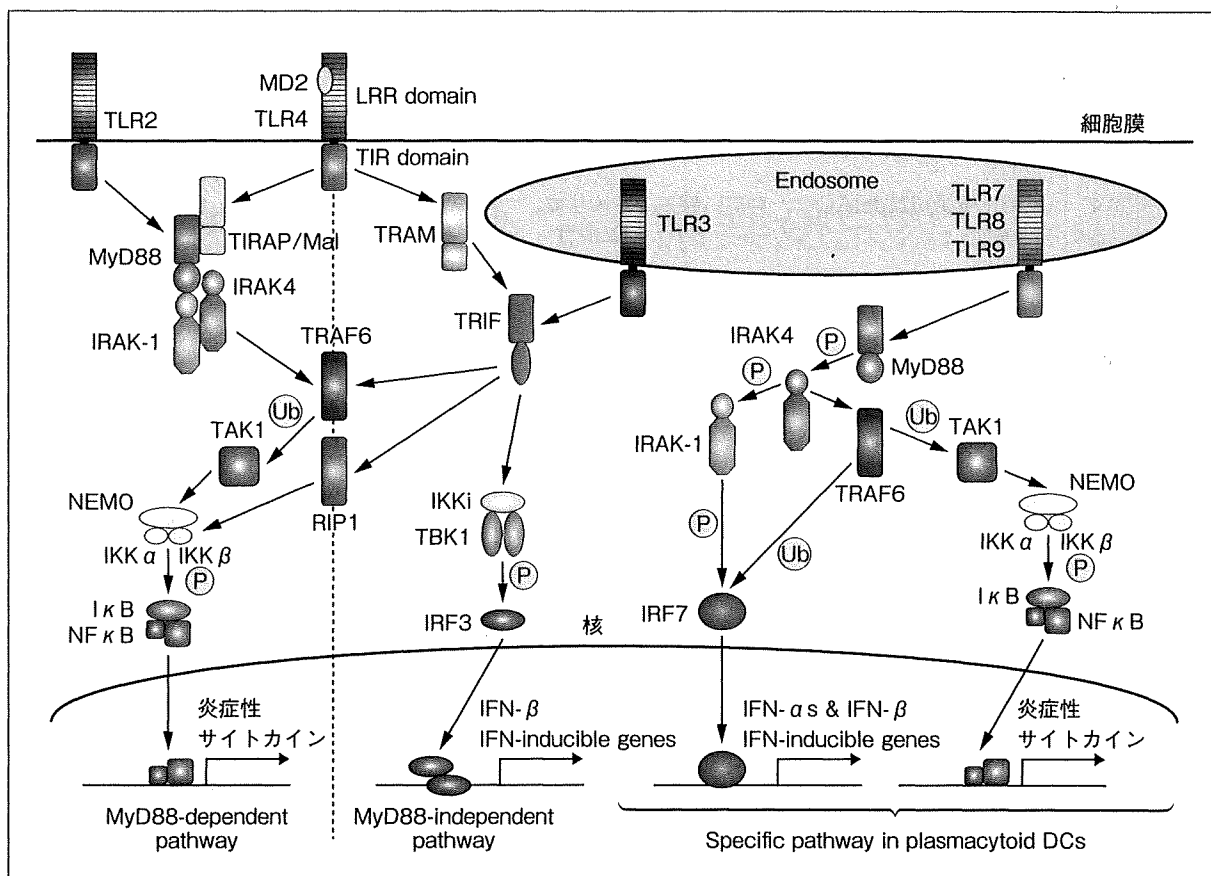 MD2
LRR domain
TLR2
TLR4
細胞膜
TIR domain
Endosome
TLR3
TLR7
TLR8
TLR9
TIRAP/Mal
TRAM
MyD88
IRAK4
IRAK-1
TRAF6
TRIF
IRAK4
P
MyD88
P
Ub
TAK1
IRAK-1
TRAF6
Ub
TAK1
NEMO
RIP1
IKKi
TBK1
NEMO
IKKα IKKβ
P
P
P
Ub
IKKα IKKβ
P
IκB
NFκB
IRF3
核
IRF7
IκB
NFκB
炎症性
サイトカイン
IFN-β
IFN-inducible genes
IFN-αs & IFN-β
IFN-inducible genes
炎症性
サイトカイン
MyD88-dependent
pathway
MyD88-independent
pathway
Specific pathway in plasmacytoid DCs